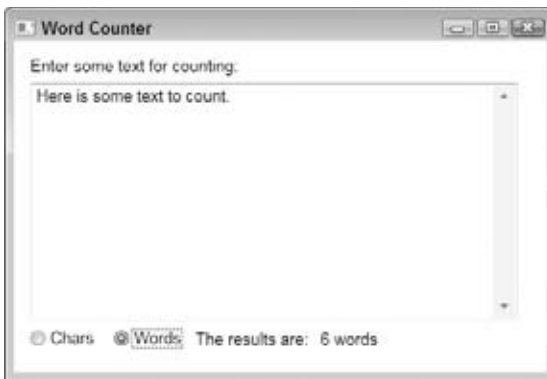 Word Counter
Enter some text for counting:
Here is some text to count.
Chars Words The results are: 6 words